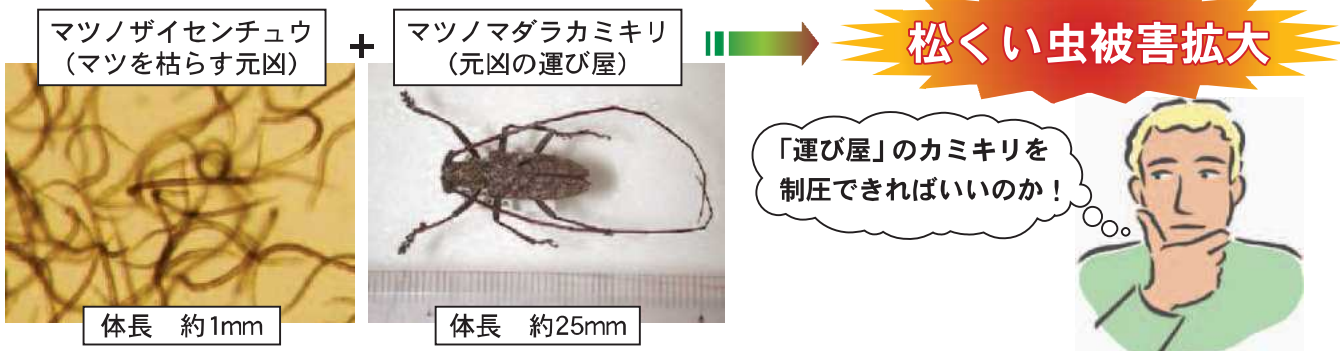 マツノザイセンチュウ
(マツを枯らす元凶)
+
マツノマダラカミキリ
(元凶の運び屋)
松くい虫被害拡大
「運び屋」のカミキリを
制圧できればいいのか!
体長 約1mm
体長 約25mm